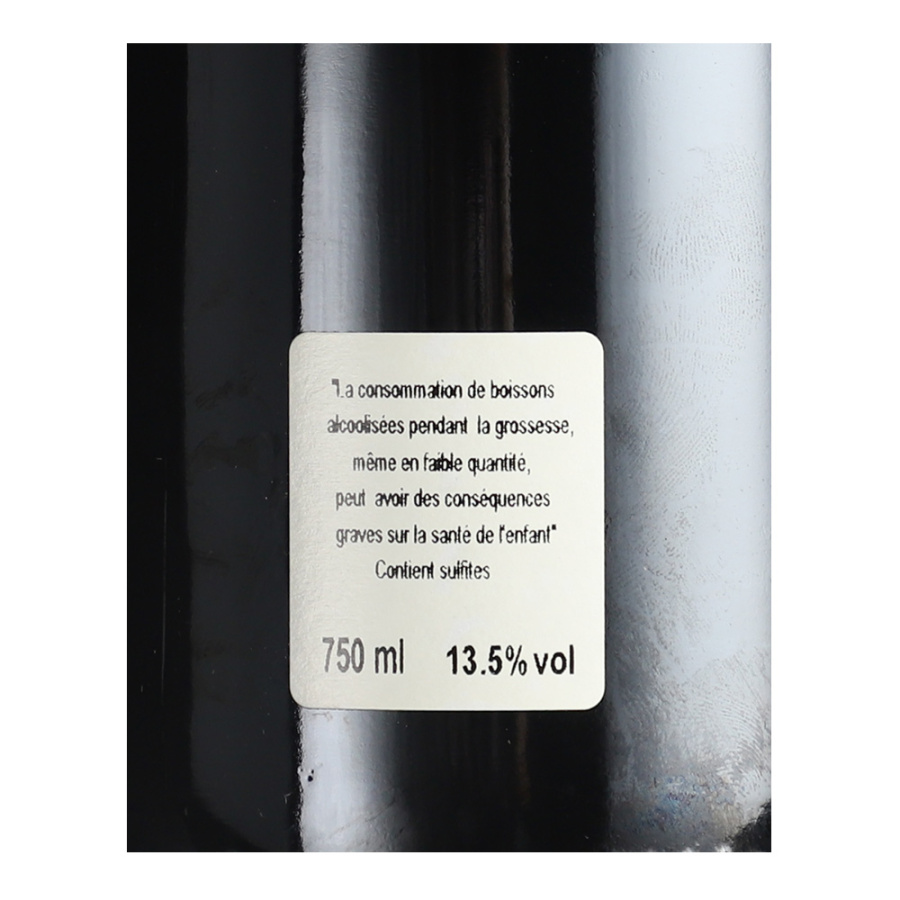 "La consommation de boissons
alcoolisées pendant la grossesse,
même en faible quantité,
peut avoir des conséquences
graves sur la santé de l'enfant"
Contient sulfites
750 ml 13.5% vol